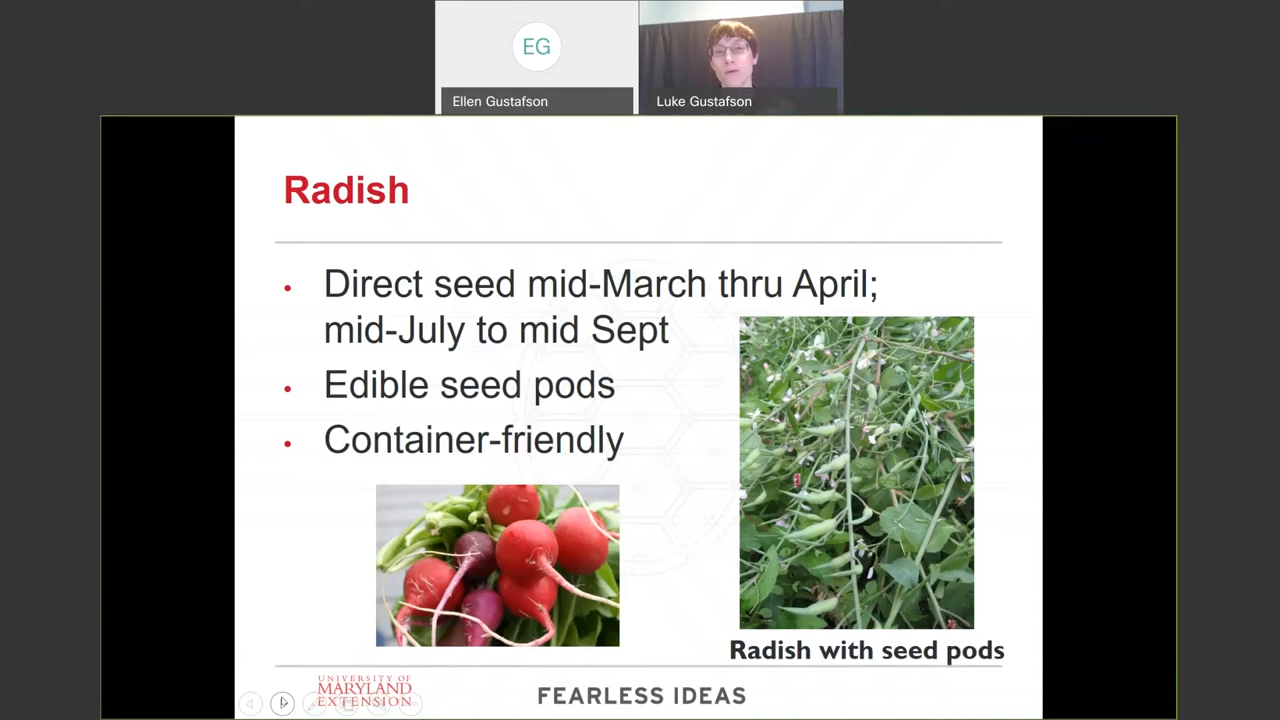 EG
Ellen Gustafson
Luke Gustafson
Radish
• Direct seed mid-March thru April;
mid-July to mid Sept
• Edible seed pods
• Container-friendly
Radish with seed pods
UNIVERSITY OF
MARYLAND
EXTENSION
FEARLESS IDEAS